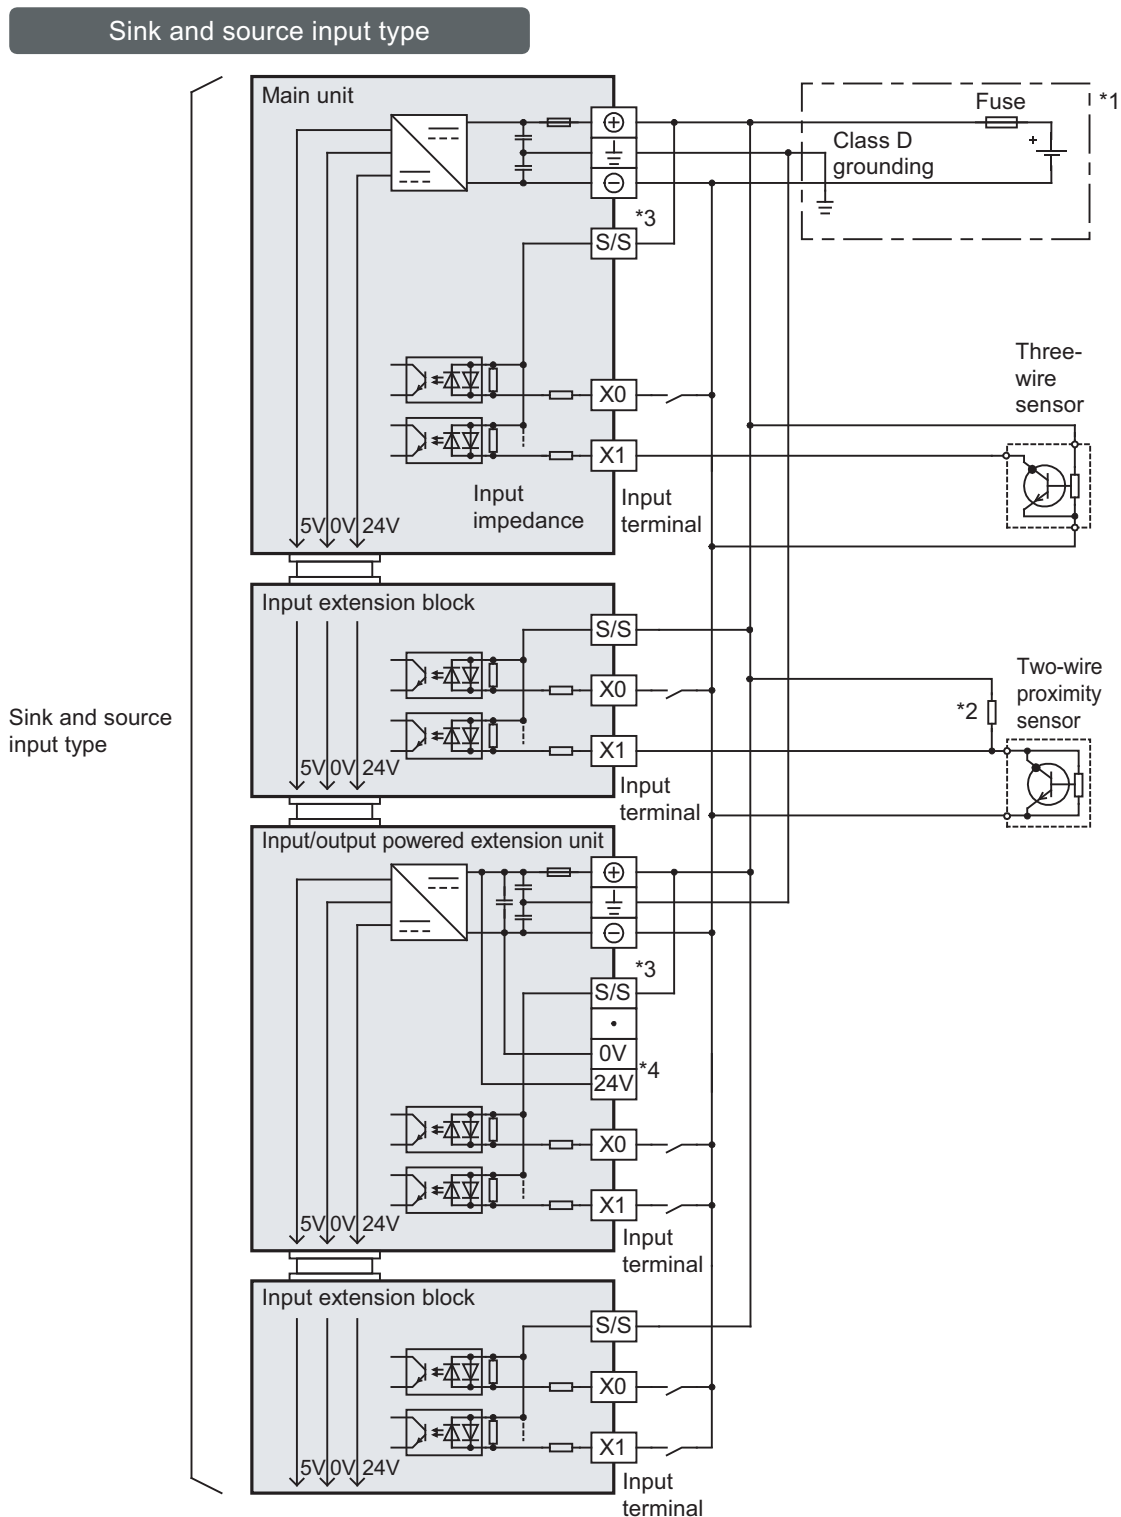 Sink and source input type
Main unit
Fuse
*1
Class D
grounding
+
*3
S/S
Three-
wire
sensor
X0
X1
Input
impedance
Input
terminal
5V 0V 24V
Input extension block
S/S
X0
Two-wire
proximity
sensor
*2
Sink and source
input type
X1
5V 0V 24V
Input
terminal
Input/output powered extension unit
*3
S/S
•
0V
*4
24V
X0
X1
5V 0V 24V
Input
terminal
Input extension block
S/S
X0
X1
5V 0V 24V
Input
terminal